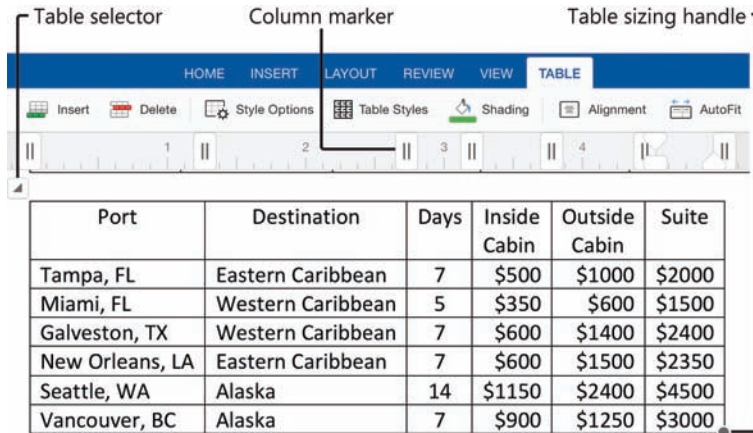 Table selector Column marker Table sizing handle
HOME INSERT LAYOUT REVIEW VIEW TABLE
Insert Delete Style Options Table Styles Shading Alignment AutoFit
1 2 3 4
Port Destination Days Inside Cabin Outside Cabin Suite
Tampa, FL Eastern Caribbean 7 $500 $1000 $2000
Miami, FL Western Caribbean 5 $350 $600 $1500
Galveston, TX Western Caribbean 7 $600 $1400 $2400
New Orleans, LA Eastern Caribbean 7 $600 $1500 $2350
Seattle, WA Alaska 14 $1150 $2400 $4500
Vancouver, BC Alaska 7 $900 $1250 $3000